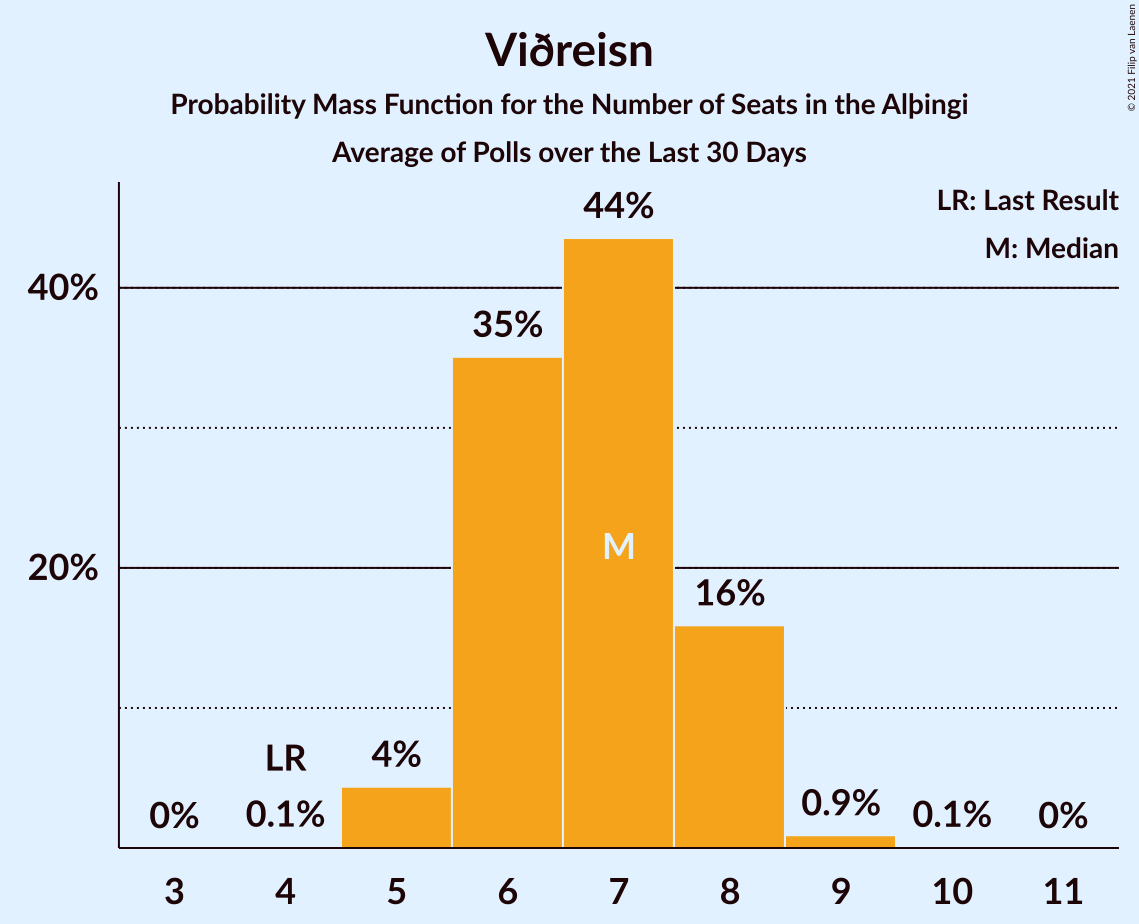 Viðreisn
Probability Mass Function for the Number of Seats in the Alþingi
Average of Polls over the Last 30 Days
© 2021 Filip van Laenen
LR: Last Result
M: Median
40%
20%
0%
LR
0.1%
4%
35%
44%
M
16%
0.9%
0.1%
0%
3 4 5 6 7 8 9 10 11